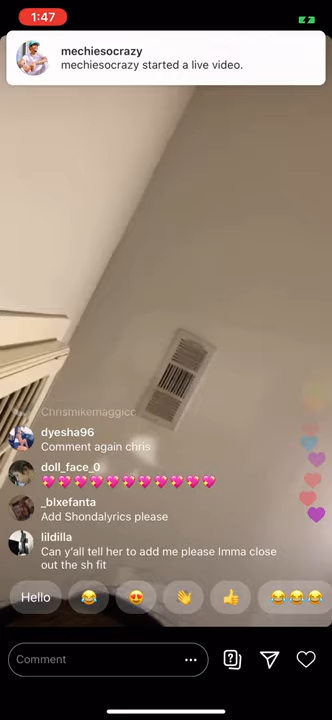 1:47
mechiesocrazy
mechiesocrazy started a live video.
Chrismikemaggicc
dyesha96
Comment again chris
doll_face_0
💖💖💖💖💖💖💖💖💖💖💖💖
_blxefanta
Add Shondalyrics please
lildilla
Can y'all tell her to add me please Imma close
out the sh fit
Hello
Comment